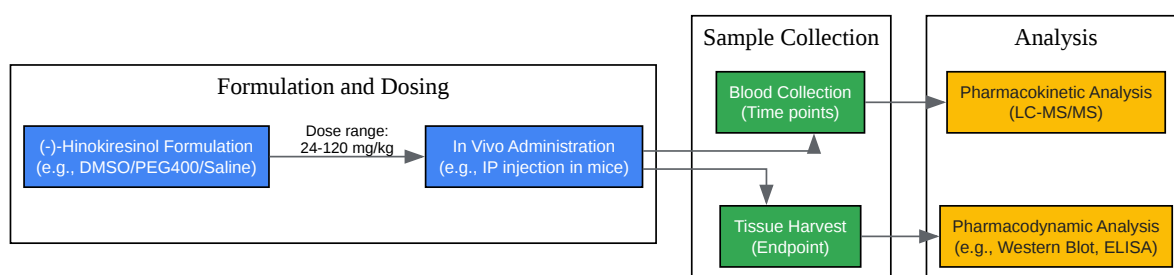 Formulation and Dosing
(-)-Hinokiresinol Formulation
(e.g., DMSO/PEG400/Saline)
Dose range:
24-120 mg/kg
In Vivo Administration
(e.g., IP injection in mice)
Sample Collection
Blood Collection
(Time points)
Tissue Harvest
(Endpoint)
Analysis
Pharmacokinetic Analysis
(LC-MS/MS)
Pharmacodynamic Analysis
(e.g., Western Blot, ELISA)